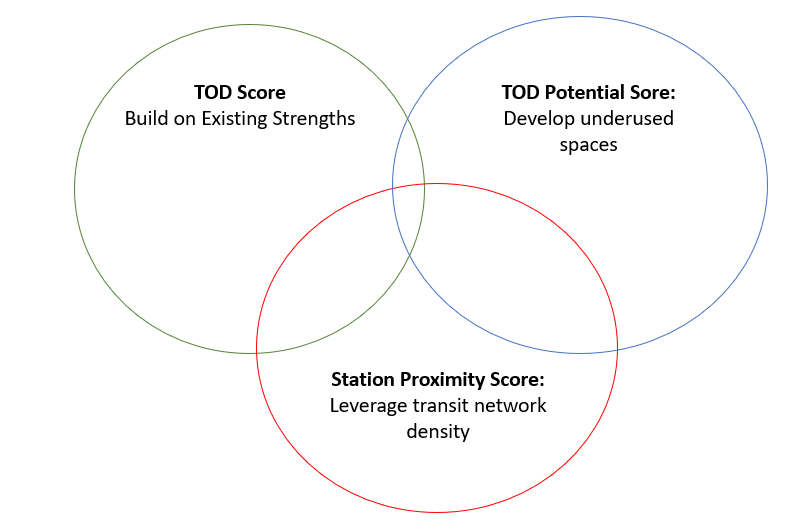 TOD Score
Build on Existing Strengths
TOD Potential Sore:
Develop underused
spaces
Station Proximity Score:
Leverage transit network
density